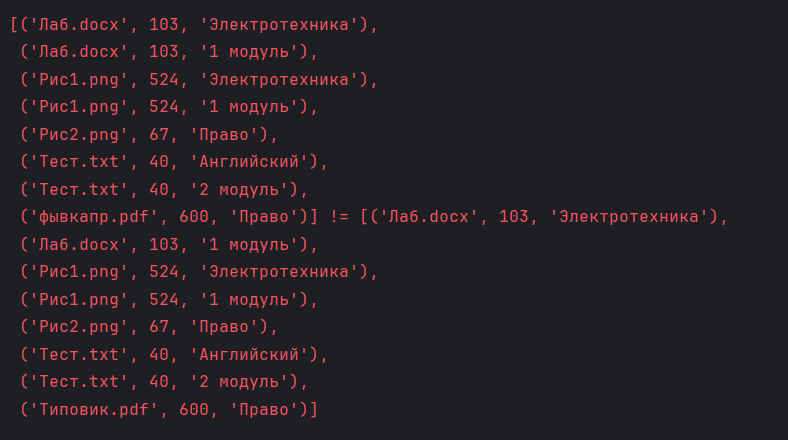 [('Лаб.docx', 103, 'Электротехника'),
('Лаб.docx', 103, '1 модуль'),
('Рис1.png', 524, 'Электротехника'),
('Рис1.png', 524, '1 модуль'),
('Рис2.png', 67, 'Право'),
('Тест.txt', 40, 'Английский'),
('Тест.txt', 40, '2 модуль'),
('фывкапр.pdf', 600, 'Право')] != [('Лаб.docx', 103, 'Электротехника'),
('Лаб.docx', 103, '1 модуль'),
('Рис1.png', 524, 'Электротехника'),
('Рис1.png', 524, '1 модуль'),
('Рис2.png', 67, 'Право'),
('Тест.txt', 40, 'Английский'),
('Тест.txt', 40, '2 модуль'),
('Типовик.pdf', 600, 'Право')]